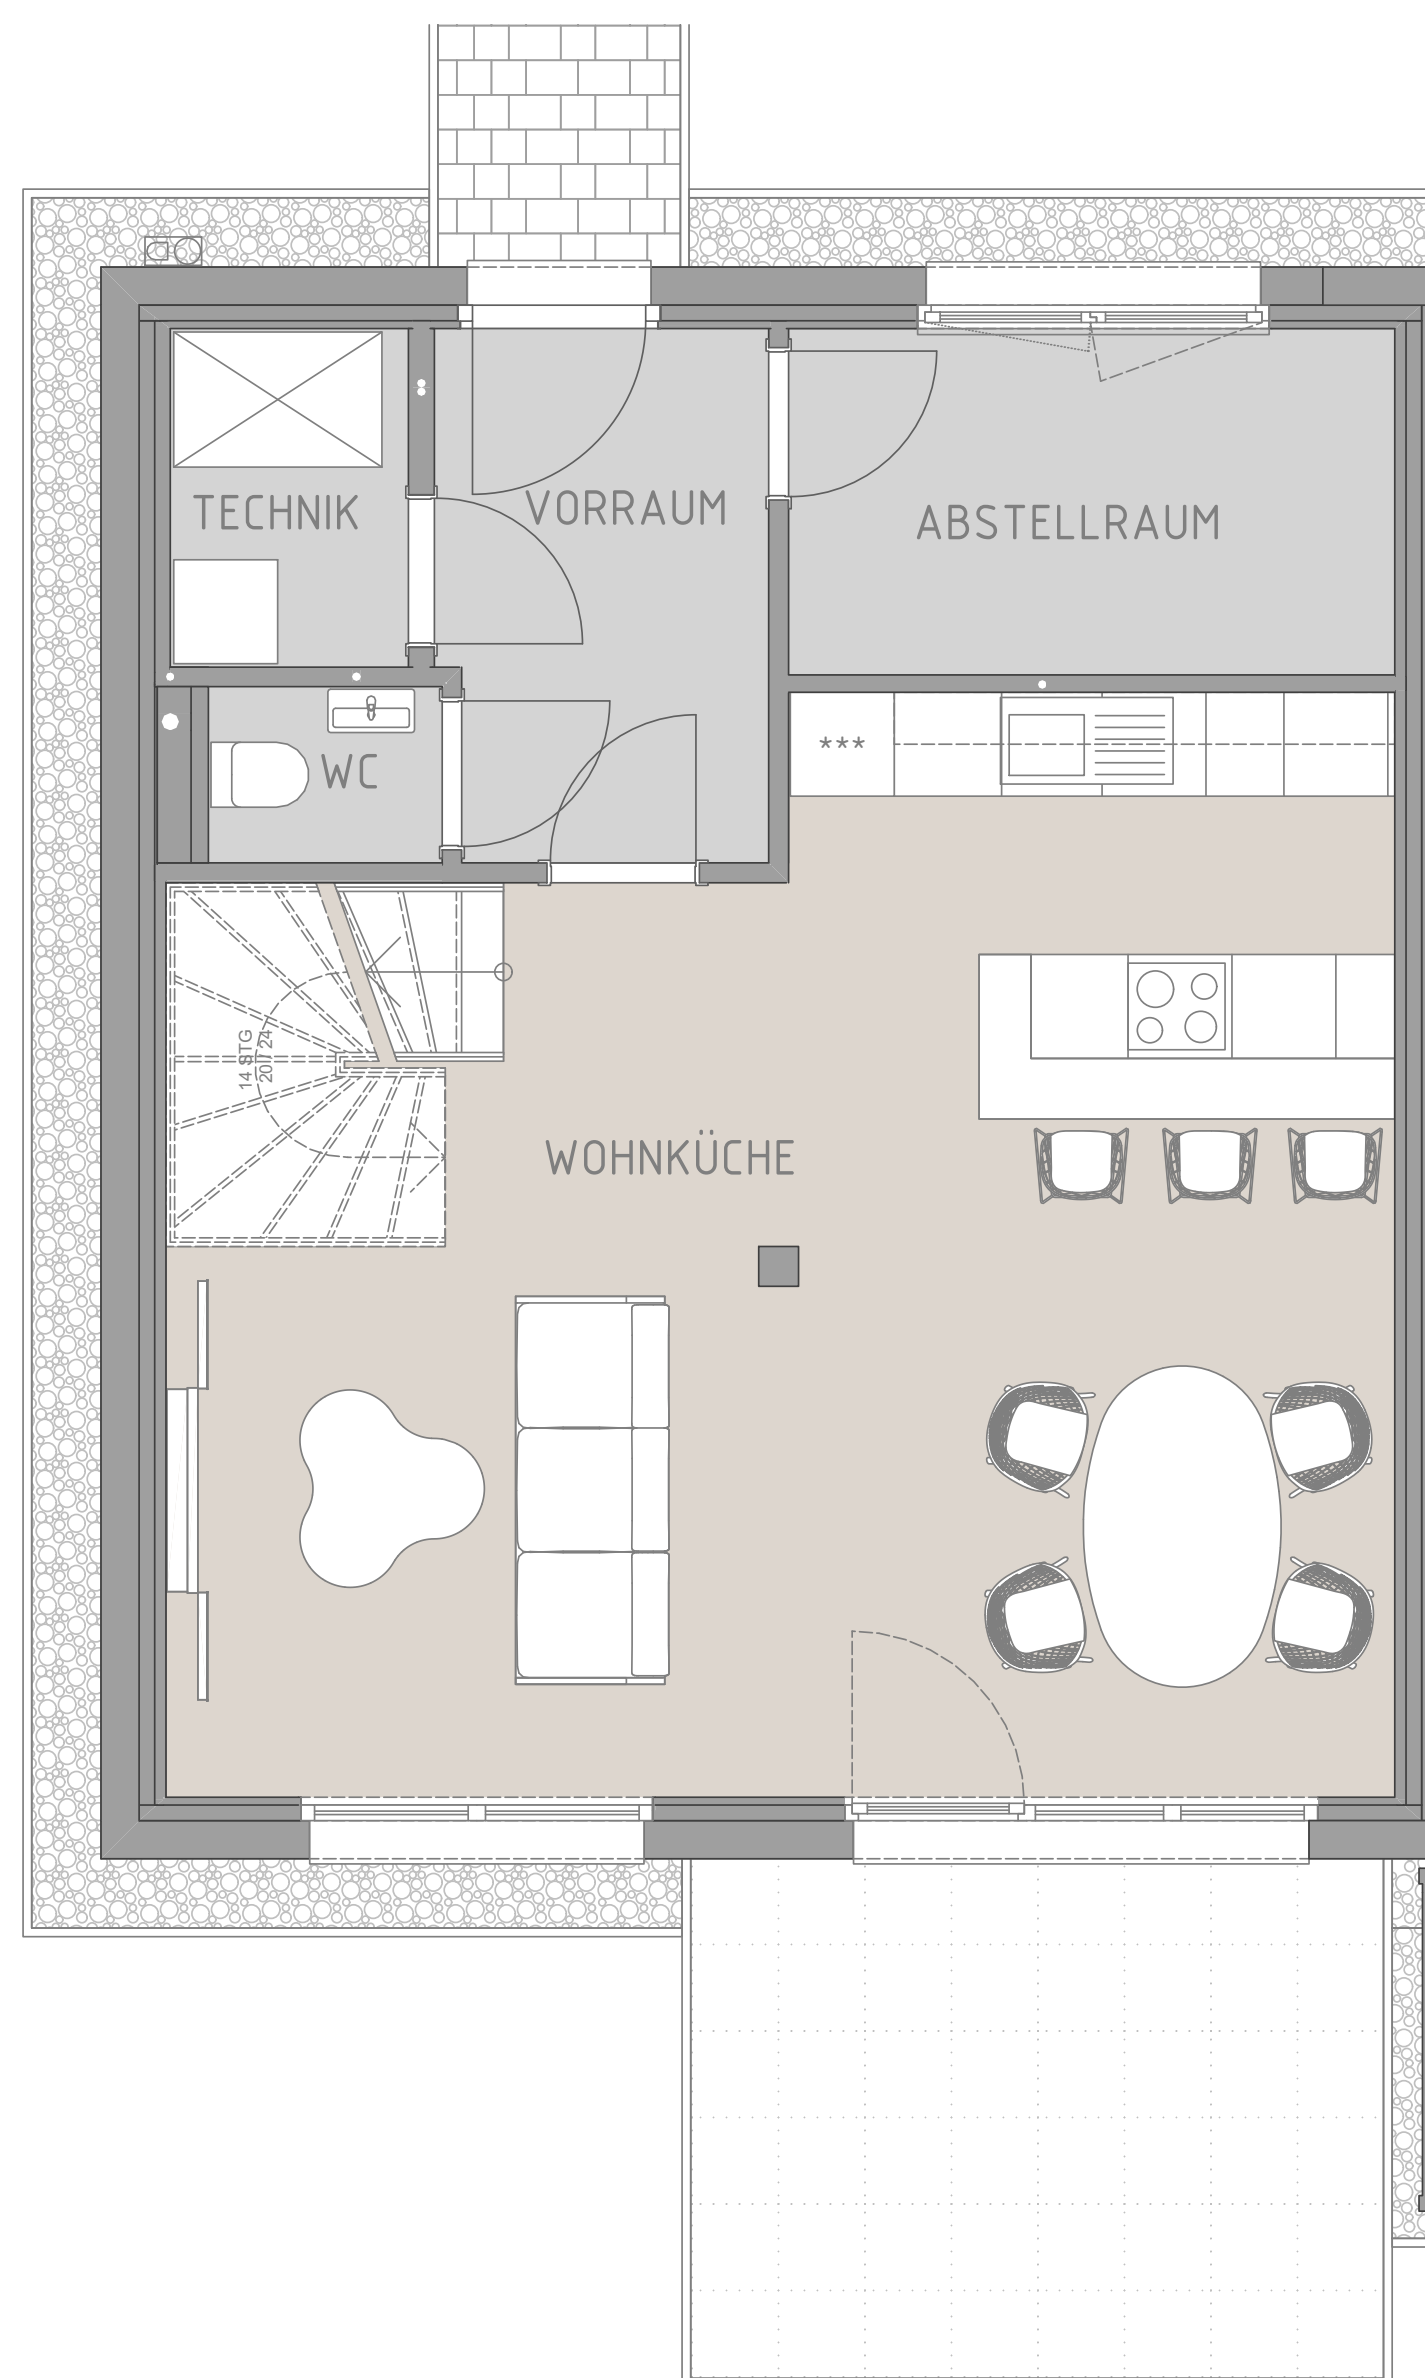 TECHNIK
VORRAUM
ABSTELLRAUM
WC
***
14 STG
20 / 24
WOHNKÜCHE